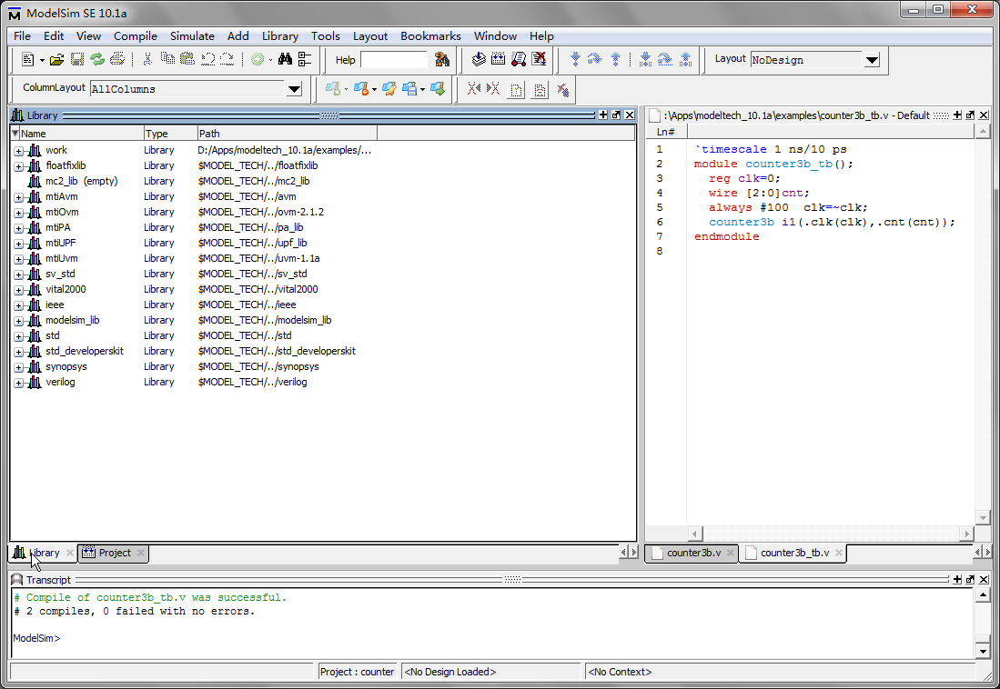 ModelSim SE 10.1a
File Edit View Compile Simulate Add Library Tools Layout Bookmarks Window Help
Help Layout NoDesign
ColumnLayout AllColumns
Library
Name Type Path
work Library D:/Apps/modeltech_10.1a/examples/...
floatfixlib Library $MODEL_TECH/../floatfixlib
mc2_lib (empty) Library $MODEL_TECH/../mc2_lib
mtiAvm Library $MODEL_TECH/../avm
mtiOvm Library $MODEL_TECH/../ovm-2.1.2
mtiPA Library $MODEL_TECH/../pa_lib
mtiUPF Library $MODEL_TECH/../upf_lib
mtiUvm Library $MODEL_TECH/../uvm-1.1a
sv_std Library $MODEL_TECH/../sv_std
vital2000 Library $MODEL_TECH/../vital2000
ieee Library $MODEL_TECH/../ieee
modelsim_lib Library $MODEL_TECH/../modelsim_lib
std Library $MODEL_TECH/../std
std_developerskit Library $MODEL_TECH/../std_developerskit
synopsys Library $MODEL_TECH/../synopsys
verilog Library $MODEL_TECH/../verilog
Library Project
:\Apps\modeltech_10.1a\examples\counter3b_tb.v - Default
Ln#
1 `timescale 1 ns/10 ps
2 module counter3b_tb();
3 reg clk=0;
4 wire [2:0]cnt;
5 always #100 clk=~clk;
6 counter3b i1(.clk(clk),.cnt(cnt));
7 endmodule
8
counter3b.v counter3b_tb.v
Transcript
# Compile of counter3b_tb.v was successful.
# 2 compiles, 0 failed with no errors.
ModelSim>
Project : counter <No Design Loaded> <No Context>